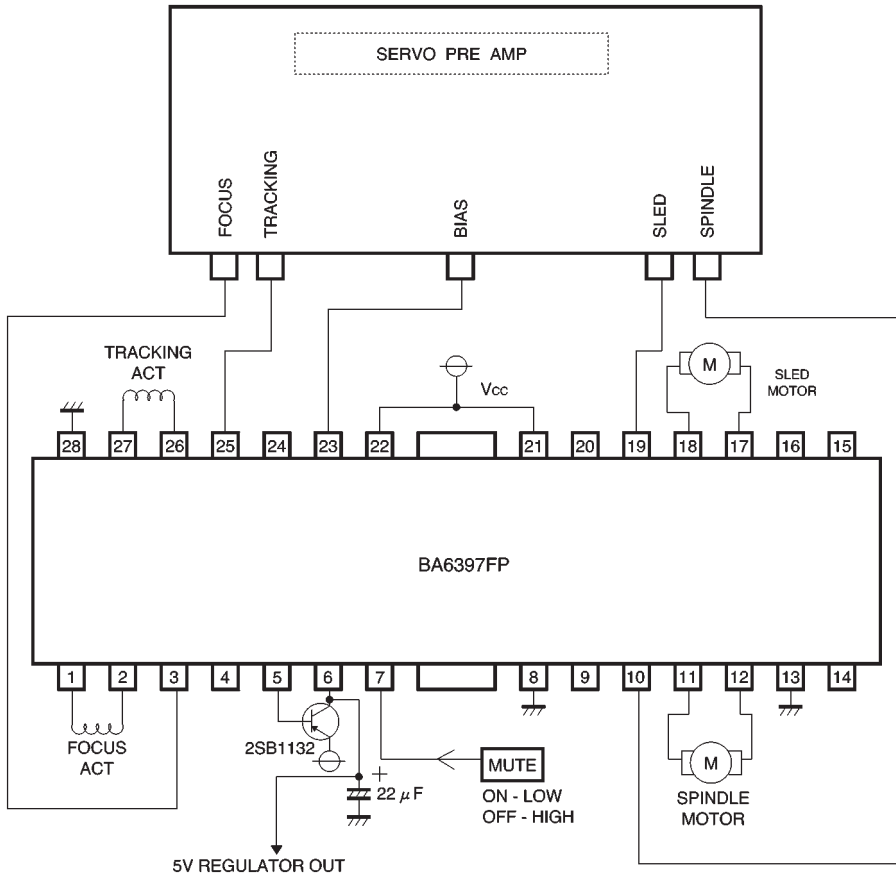 SERVO PRE AMP
FOCUS
TRACKING
BIAS
SLED
SPINDLE
TRACKING
ACT
Vcc
M
SLED
MOTOR
28 27 26 25 24 23 22 21 20 19 18 17 16 15
BA6397FP
1 2 3 4 5 6 7 8 9 10 11 12 13 14
FOCUS
ACT
2SB1132
+
22 μF
MUTE
ON - LOW
OFF - HIGH
M
SPINDLE
MOTOR
5V REGULATOR OUT